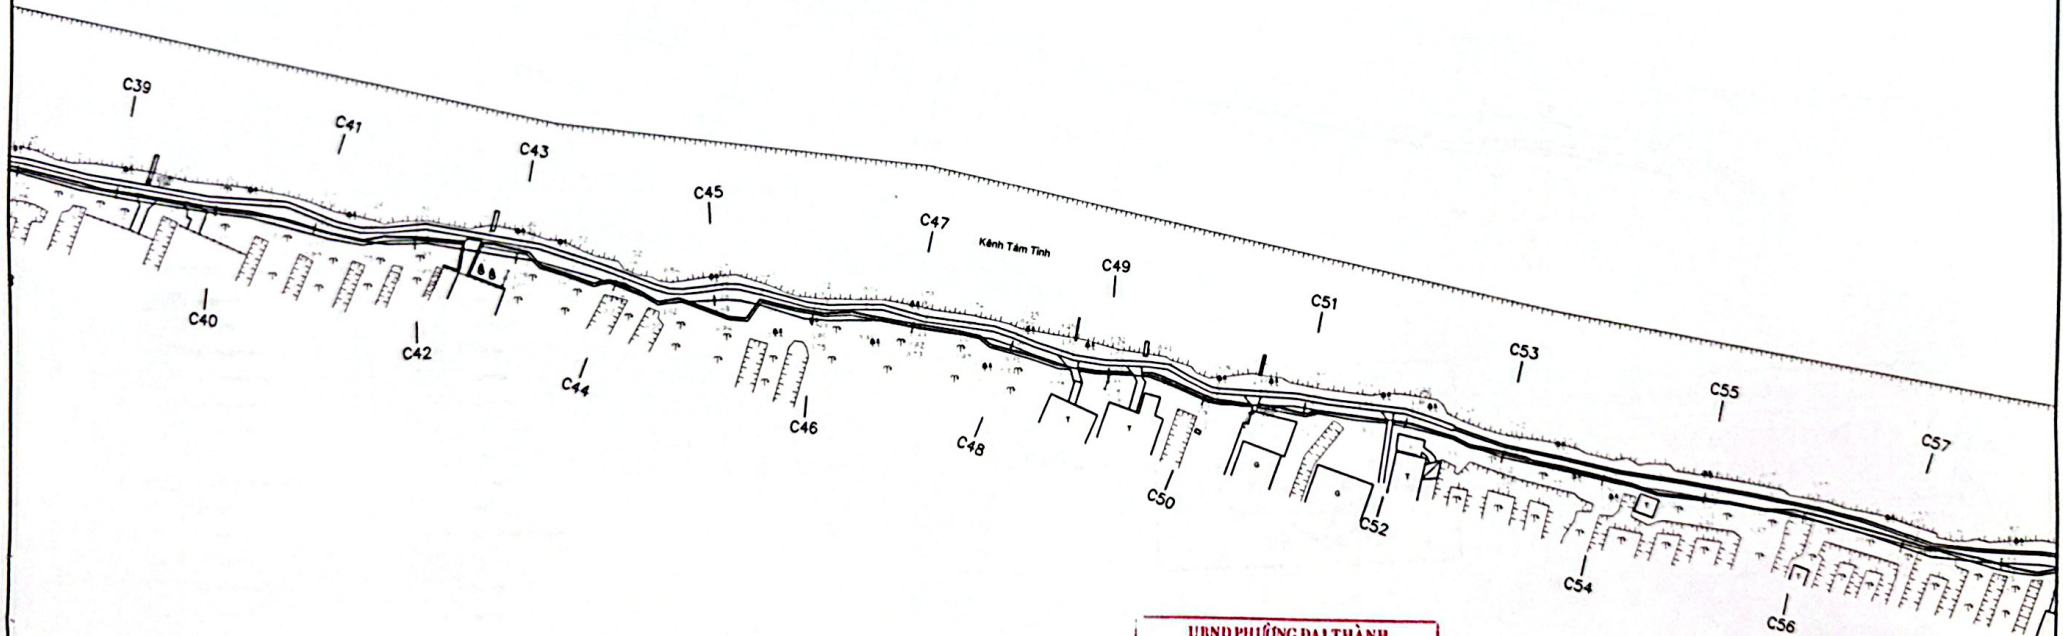 C39
C41
C43
C45
C47
Kênh Tám Tỉnh
C49
C51
C53
C55
C57
C40
C42
C44
C46
C48
C50
C52
C54
C56
UBND PHƯỜNG ĐẠI THÀNH